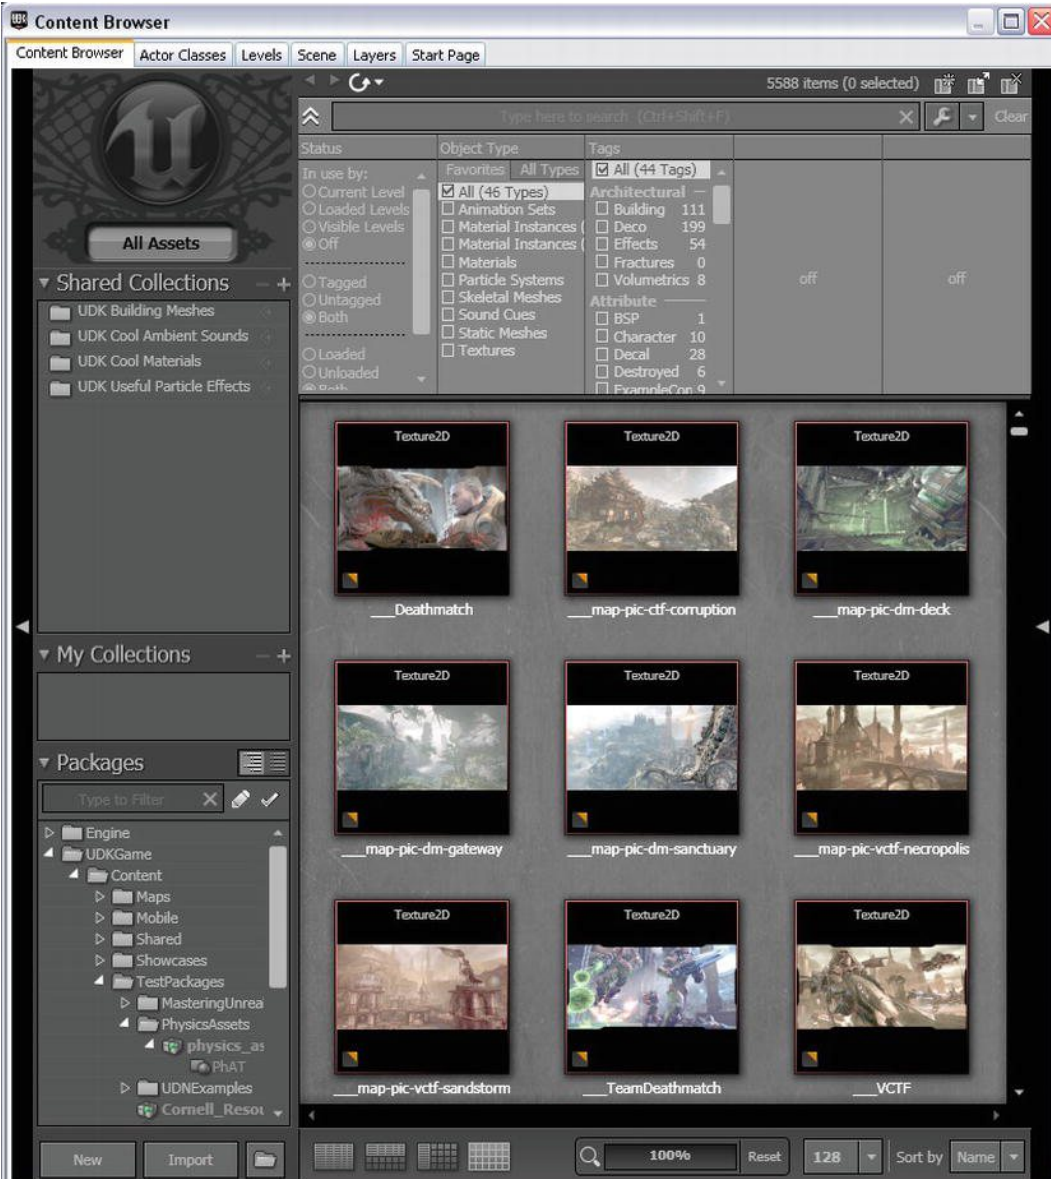 Content Browser
Content Browser Actor Classes Levels Scene Layers Start Page
5588 items (0 selected)
Type here to search (Ctrl+Shift+F)
Clear
All Assets
Status
In use by:
Current Level
Loaded Levels
Visible Levels
Off
Tagged
Untagged
Both
Loaded
Unloaded
Both
Object Type
Favorites All Types
All (46 Types)
Animation Sets
Material Instances (
Material Instances (
Materials
Particle Systems
Skeletal Meshes
Sound Cues
Static Meshes
Textures
Tags
All (44 Tags)
Architectural
Building 111
Deco 199
Effects 54
Fractures 0
Volumetrics 8
Attribute
BSP 1
Character 10
Decal 28
Destroyed 6
ExampleCon 9
off
off
Shared Collections
UDK Building Meshes
UDK Cool Ambient Sounds
UDK Cool Materials
UDK Useful Particle Effects
My Collections
Packages
Type to Filter
Engine
UDKGame
Content
Maps
Mobile
Shared
Showcases
TestPackages
MasteringUnreal
PhysicsAssets
physics_as
PhAT
UDNExamples
Cornell_Resou
New Import
Texture2D Texture2D Texture2D
___Deathmatch ___map-pic-ctf-corruption ___map-pic-dm-deck
Texture2D Texture2D Texture2D
___map-pic-dm-gateway ___map-pic-dm-sanctuary ___map-pic-vctf-necropolis
Texture2D Texture2D Texture2D
___map-pic-vctf-sandstorm ___TeamDeathmatch ___VCTF
100% Reset 128 Sort by Name